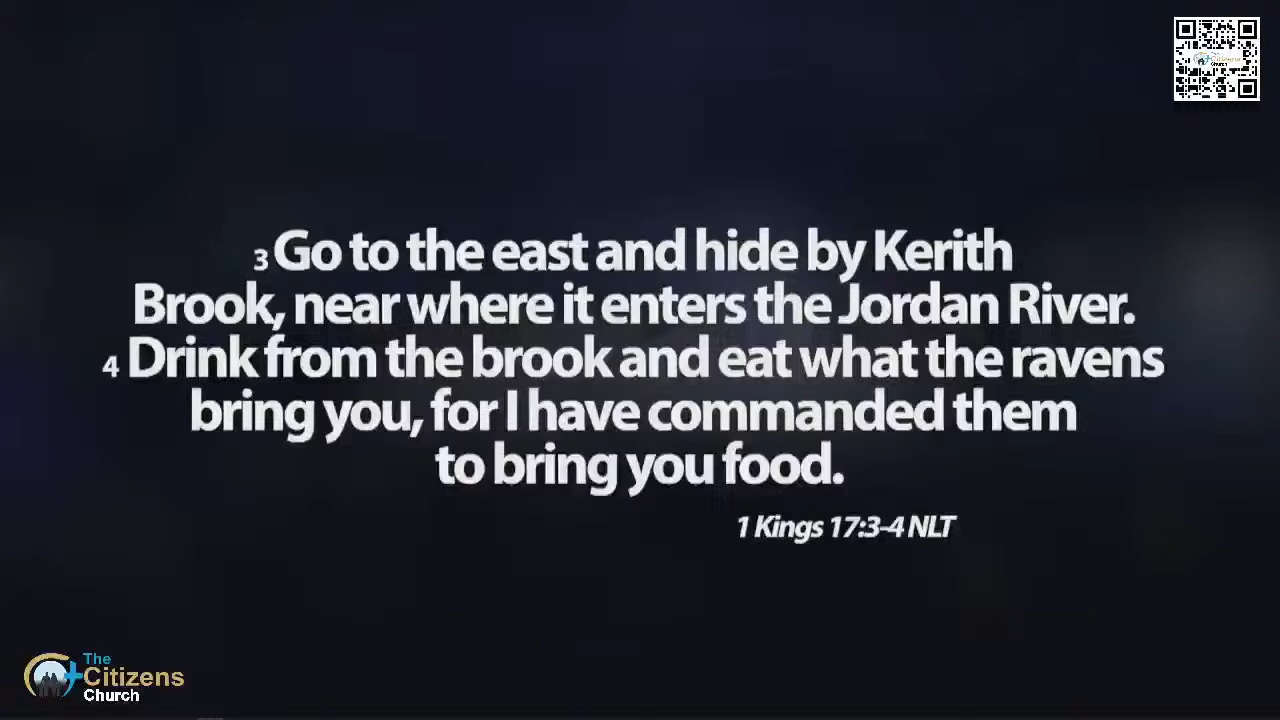 3 Go to the east and hide by Kerith
Brook, near where it enters the Jordan River.
4 Drink from the brook and eat what the ravens
bring you, for I have commanded them
to bring you food.
1 Kings 17:3-4 NLT
The
Citizens
Church